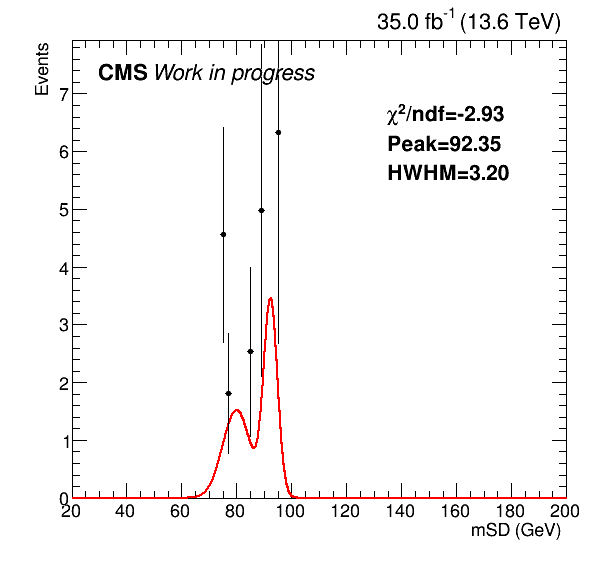 35.0 fb⁻¹ (13.6 TeV)
Events
CMS Work in progress
χ²/ndf=-2.93
Peak=92.35
HWHM=3.20
7
6
5
4
3
2
1
0
20 40 60 80 100 120 140 160 180 200
mSD (GeV)